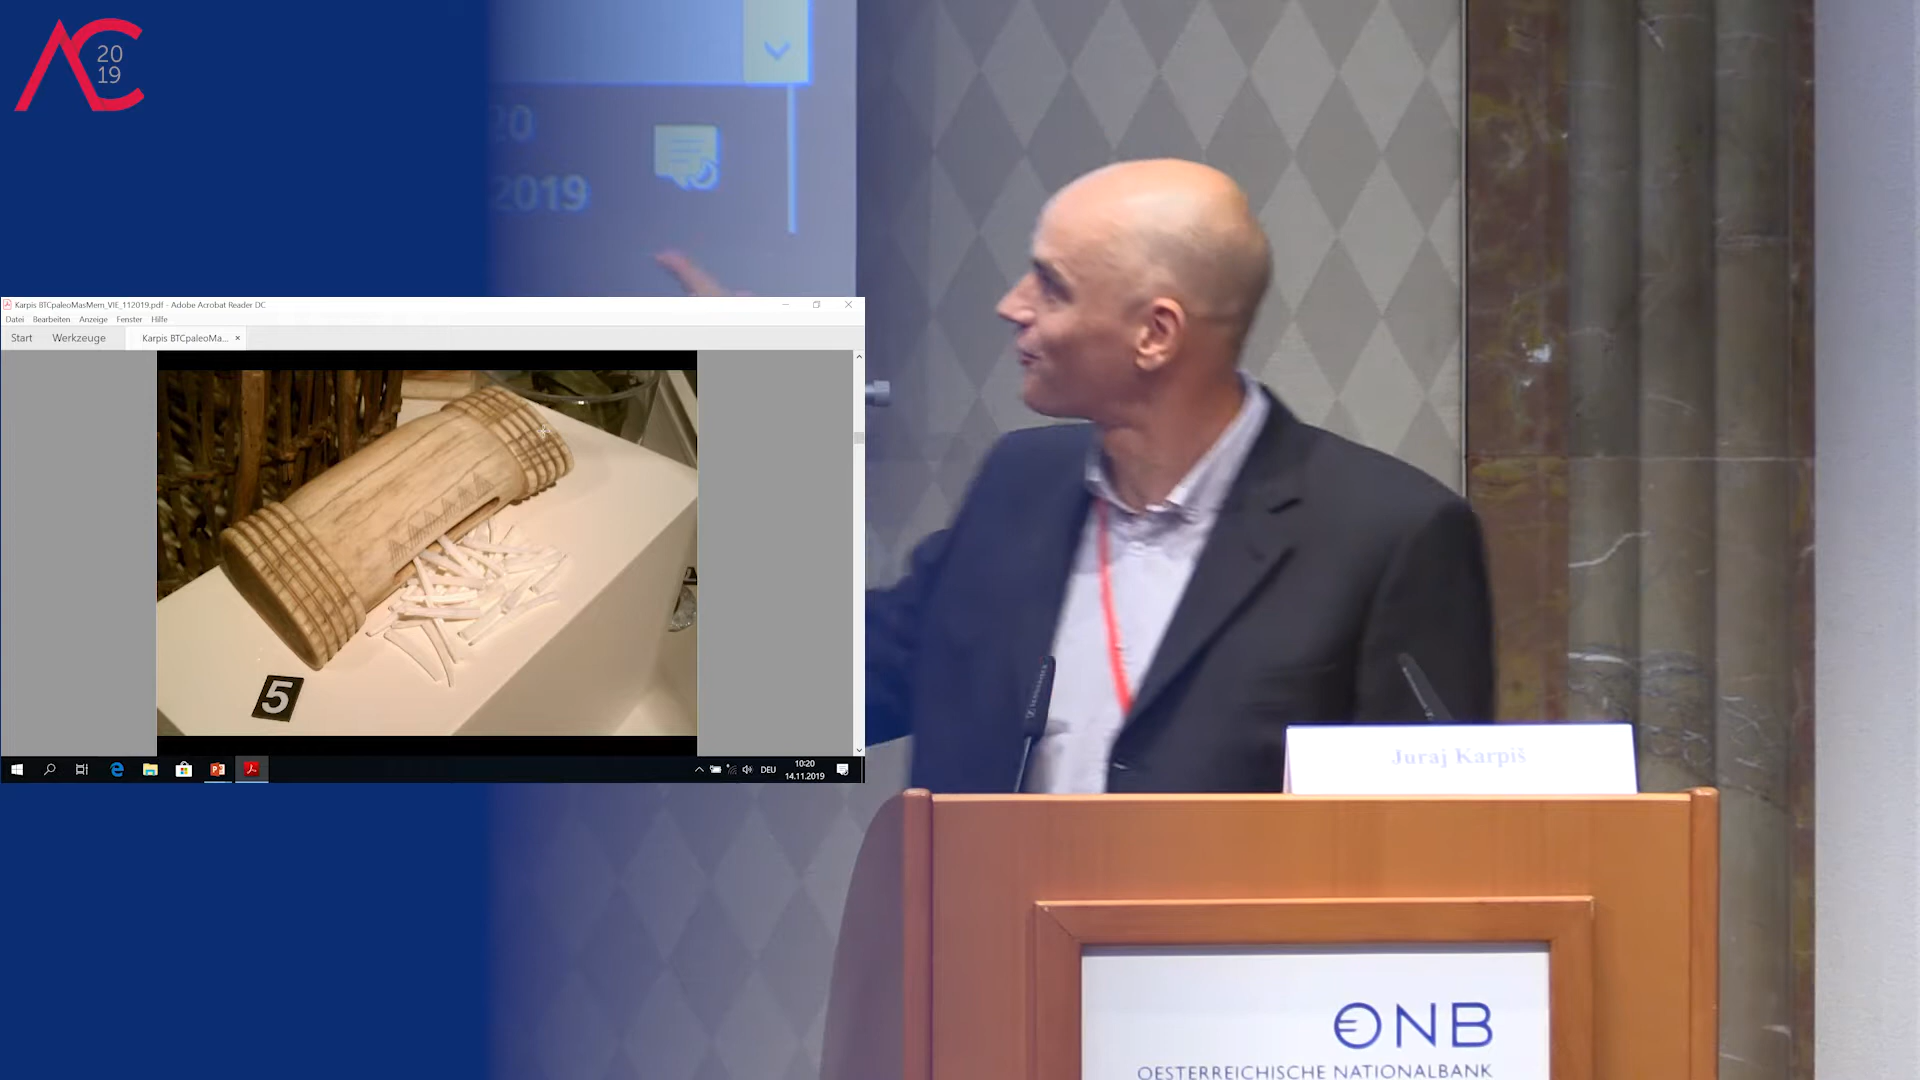 AC
20
19
20
2019
Karpis BTCpaleoMasMem_VIE_112019.pdf - Adobe Acrobat Reader DC
Datei Bearbeiten Anzeige Fenster Hilfe
Start Werkzeuge Karpis BTCpaleoMa... ×
5
DEU
10:20
14.11.2019
Juraj Karpiš
ONB
OESTERREICHISCHE NATIONALBANK